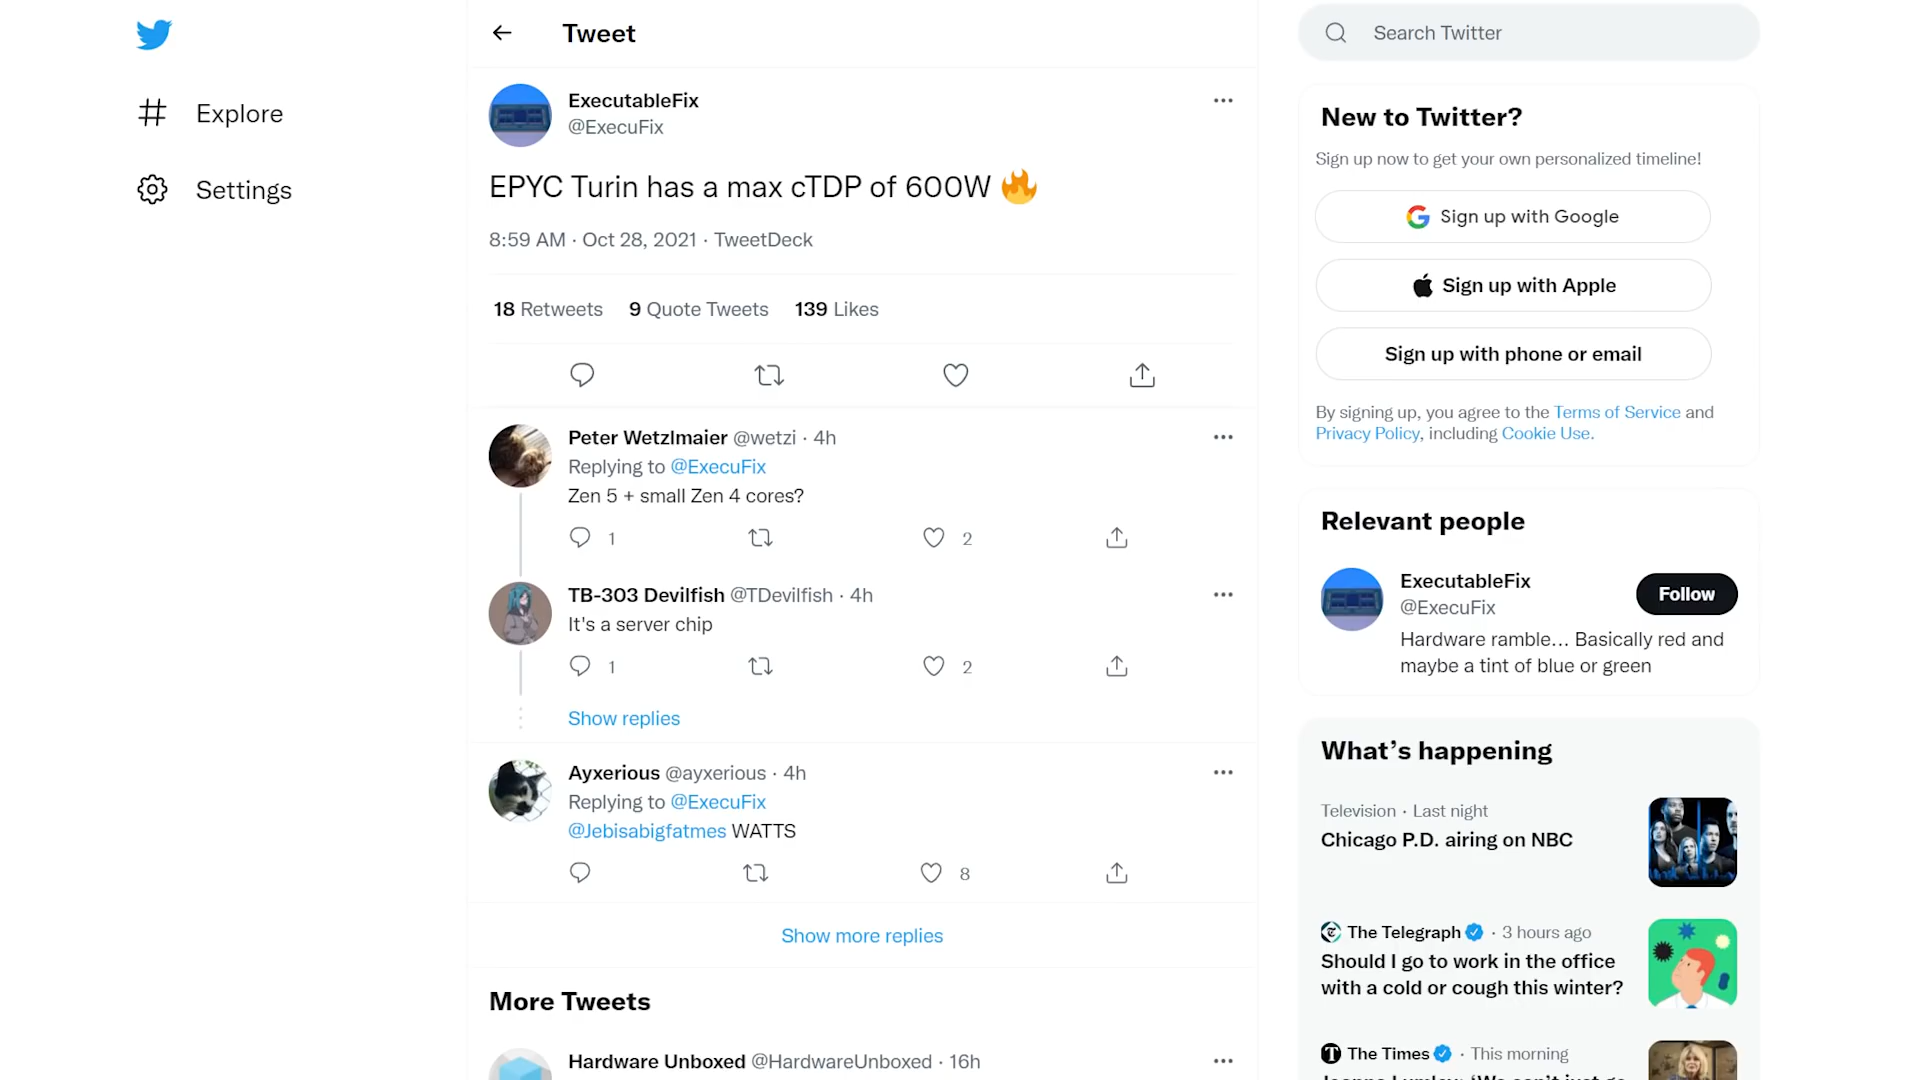 Explore
Settings
Tweet
ExecutableFix
@ExecuFix
EPYC Turin has a max cTDP of 600W 🔥
8:59 AM · Oct 28, 2021 · TweetDeck
18 Retweets 9 Quote Tweets 139 Likes
Peter Wetzlmaier @wetzi · 4h
Replying to @ExecuFix
Zen 5 + small Zen 4 cores?
1 2
TB-303 Devilfish @TDevilfish · 4h
It's a server chip
1 2
Show replies
Ayxerious @ayxerious · 4h
Replying to @ExecuFix
@Jebisabigfatmes WATTS
8
Show more replies
More Tweets
Hardware Unboxed @HardwareUnboxed · 16h
Search Twitter
New to Twitter?
Sign up now to get your own personalized timeline!
Sign up with Google
Sign up with Apple
Sign up with phone or email
By signing up, you agree to the Terms of Service and
Privacy Policy, including Cookie Use.
Relevant people
ExecutableFix
@ExecuFix
Follow
Hardware ramble... Basically red and
maybe a tint of blue or green
What's happening
Television · Last night
Chicago P.D. airing on NBC
The Telegraph · 3 hours ago
Should I go to work in the office
with a cold or cough this winter?
The Times · This morning